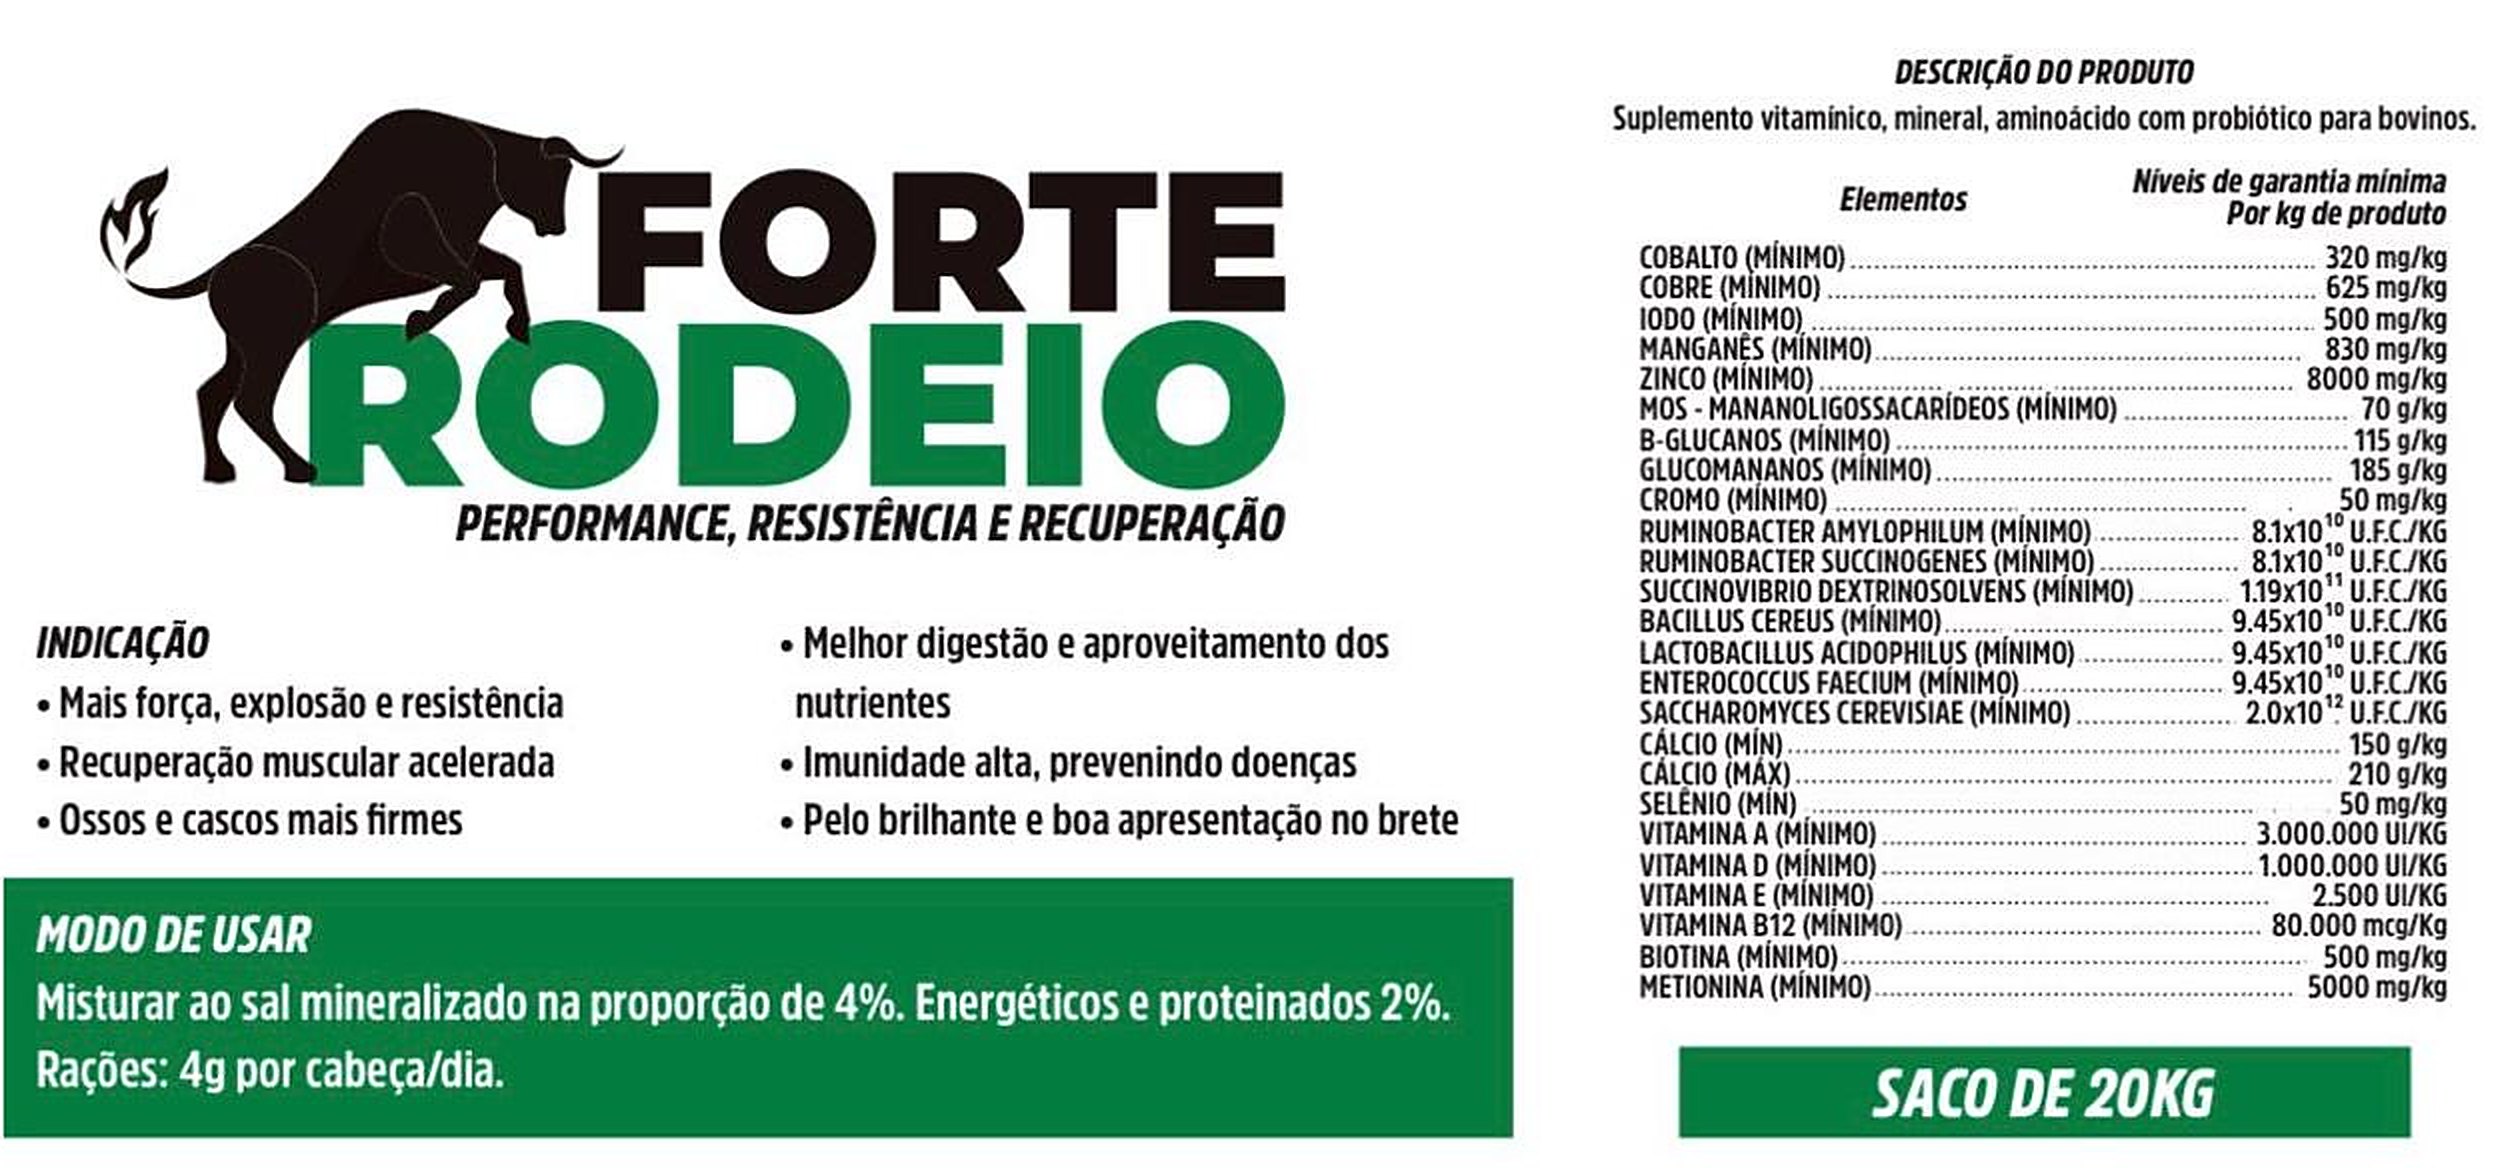 FORTE
RODEIO
PERFORMANCE, RESISTÊNCIA E RECUPERAÇÃO
INDICAÇÃO
• Mais força, explosão e resistência
• Recuperação muscular acelerada
• Ossos e cascos mais firmes
• Melhor digestão e aproveitamento dos
nutrientes
• Imunidade alta, prevenindo doenças
• Pelo brilhante e boa apresentação no brete
MODO DE USAR
Misturar ao sal mineralizado na proporção de 4%. Energéticos e proteinados 2%.
Rações: 4g por cabeça/dia.
DESCRIÇÃO DO PRODUTO
Suplemento vitamínico, mineral, aminoácido com probiótico para bovinos.
Elementos
Níveis de garantia mínima
Por kg de produto
COBALTO (MÍNIMO) 320 mg/kg
COBRE (MÍNIMO) 625 mg/kg
IODO (MÍNIMO) 500 mg/kg
MANGANÊS (MÍNIMO) 830 mg/kg
ZINCO (MÍNIMO) 8000 mg/kg
MOS - MANANOLIGOSSACARÍDEOS (MÍNIMO) 70 g/kg
B-GLUCANOS (MÍNIMO) 115 g/kg
GLUCOMANANOS (MÍNIMO) 185 g/kg
CROMO (MÍNIMO) 50 mg/kg
RUMINOBACTER AMYLOPHILUM (MÍNIMO) 8.1x10¹⁰ U.F.C./KG
RUMINOBACTER SUCCINOGENES (MÍNIMO) 8.1x10¹⁰ U.F.C./KG
SUCCINOVIBRIO DEXTRINOSOLVENS (MÍNIMO) 1.19x10¹¹ U.F.C./KG
BACILLUS CEREUS (MÍNIMO) 9.45x10¹⁰ U.F.C./KG
LACTOBACILLUS ACIDOPHILUS (MÍNIMO) 9.45x10¹⁰ U.F.C./KG
ENTEROCOCCUS FAECIUM (MÍNIMO) 9.45x10¹⁰ U.F.C./KG
SACCHAROMYCES CEREVISIAE (MÍNIMO) 2.0x10¹² U.F.C./KG
CÁLCIO (MÍN) 150 g/kg
CÁLCIO (MÁX) 210 g/kg
SELÊNIO (MÍN) 50 mg/kg
VITAMINA A (MÍNIMO) 3.000.000 UI/KG
VITAMINA D (MÍNIMO) 1.000.000 UI/KG
VITAMINA E (MÍNIMO) 2.500 UI/KG
VITAMINA B12 (MÍNIMO) 80.000 mcg/Kg
BIOTINA (MÍNIMO) 500 mg/kg
METIONINA (MÍNIMO) 5000 mg/kg
SACO DE 20KG